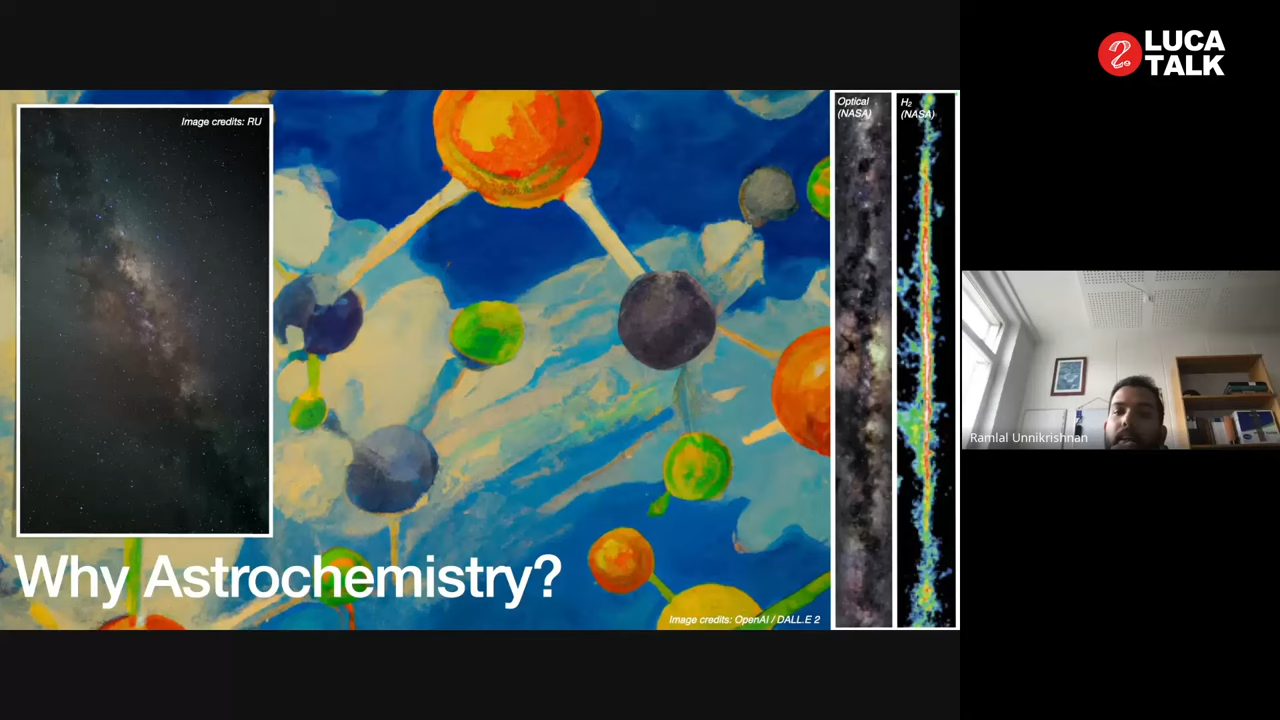 LUCA
TALK
Image credits: RU
Optical
(NASA)
H₂
(NASA)
Ramlal Unnikrishnan
Why Astrochemistry?
Image credits: OpenAI / DALL.E 2